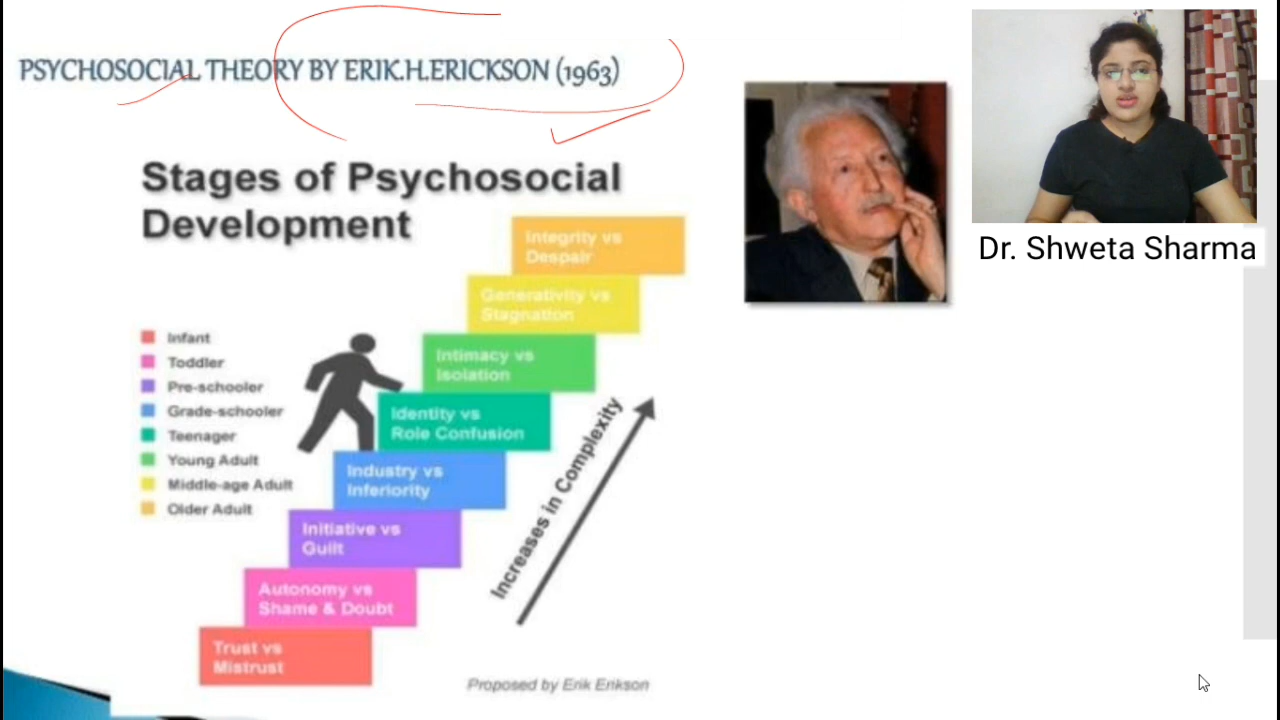 PSYCHOSOCIAL THEORY BY ERIK.H.ERICKSON (1963)
Dr. Shweta Sharma
Stages of Psychosocial
Development
Integrity vs
Despair
Generativity vs
Stagnation
Intimacy vs
Isolation
Identity vs
Role Confusion
Industry vs
Inferiority
Initiative vs
Guilt
Autonomy vs
Shame & Doubt
Trust vs
Mistrust
Infant
Toddler
Pre-schooler
Grade-schooler
Teenager
Young Adult
Middle-age Adult
Older Adult
Increases in Complexity
Proposed by Erik Erikson